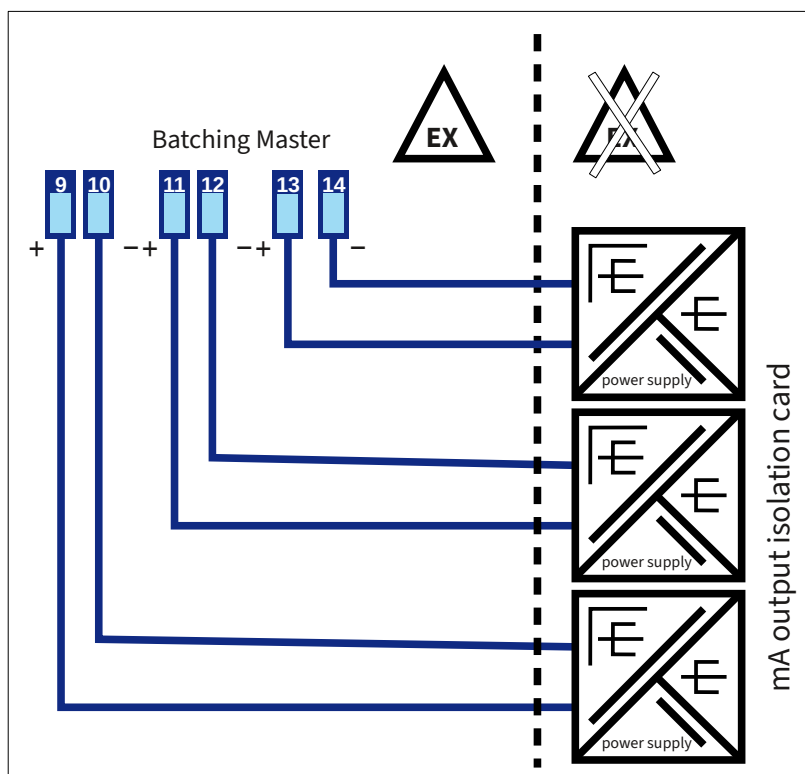 Batching Master
EX
EX
9 10 11 12 13 14
+ − + − + −
power supply
power supply
power supply
mA output isolation card